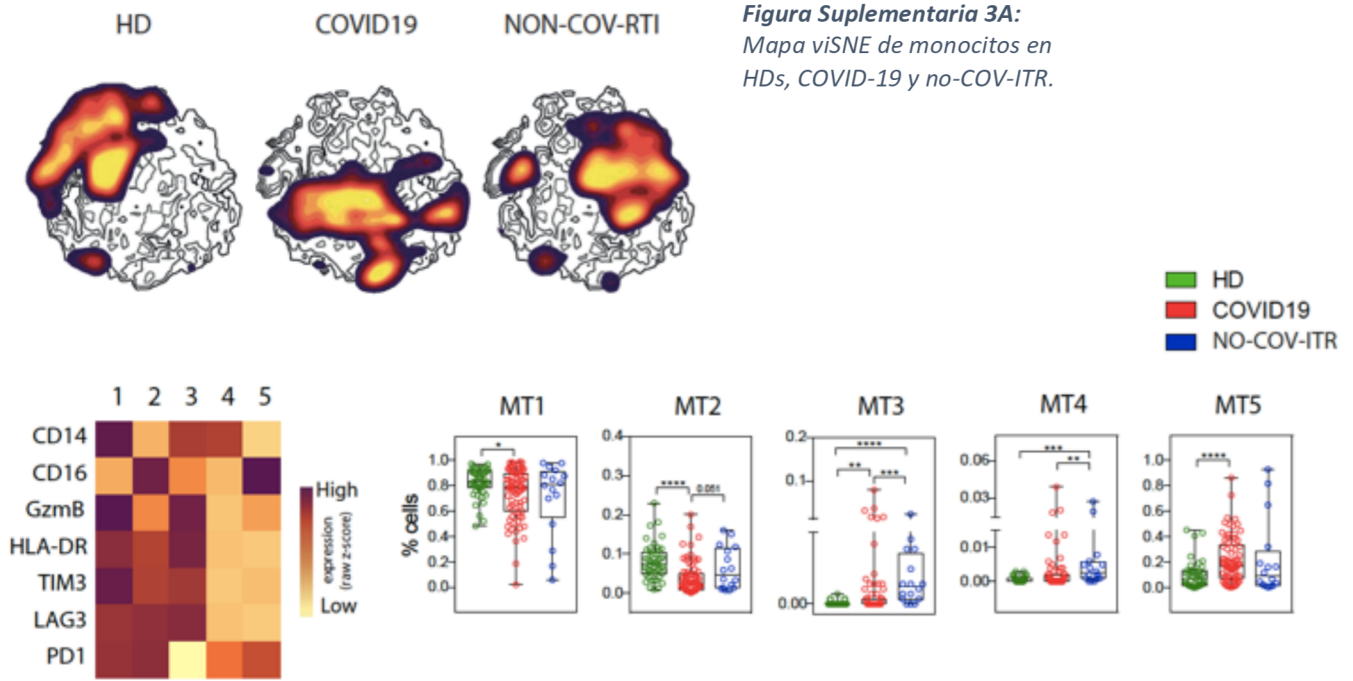 HD COVID19 NON-COV-RTI
Figura Suplementaria 3A:
Mapa viSNE de monocitos en
HDs, COVID-19 y no-COV-ITR.
HD
COVID19
NO-COV-ITR
1 2 3 4 5
CD14
CD16
GzmB
HLA-DR
TIM3
LAG3
PD1
High
expression
(raw z-score)
Low
% cells
MT1
*
1.0
0.8
0.6
0.4
0.2
0.0
MT2
**** 0.051
0.4
0.3
0.2
0.1
0.0
MT3
****
** ***
0.2
0.1
0.00
MT4
***
**
0.06
0.03
0.01
0.00
MT5
****
1.0
0.8
0.6
0.4
0.2
0.0